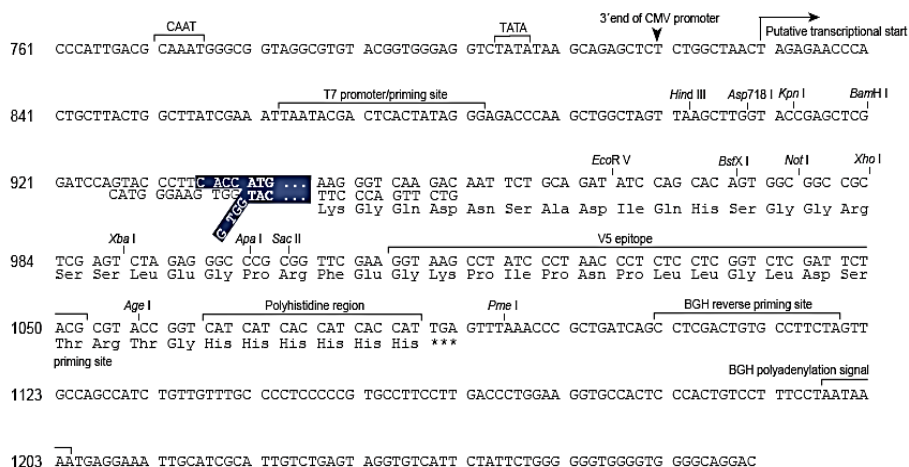 CAAT TATA 3´end of CMV promoter Putative transcriptional start
761 CCCATTGACG CAAATGGGCG GTAGGCGTGT ACGGTGGGAG GTCTATATAA GCAGAGCTCT CTGGCTAACT AGAGAACCCA
T7 promoter/priming site Hind III Asp718 I Kpn I BamH I
841 CTGCTTACTG GCTTATCGAA ATTAATACGA CTCACTATAGG GAGACCCAAG CTGGCTAGTT AAGCTTGGTA CCGAGCTCG
EcoR V BstX I Not I Xho I
921 GATCCAGTAC CCTTC ACC ATG ... AAG GGT CAA GAC AAT TCT GCA GAT ATC CAG CAC AGT GGC GGC CGC
CATG GGAAG TGG TAC ... TTC CCA GTT CTG
G TGG
Lys Gly Gln Asp Asn Ser Ala Asp Ile Gln His Ser Gly Gly Arg
Xba I Apa I Sac II V5 epitope
984 TCG AGT CTA GAG GGC CCG CGG TTC GAA GGT AAG CCT ATC CCT AAC CCT CTC CTC GGT CTC GAT TCT
Ser Ser Leu Glu Gly Pro Arg Phe Glu Gly Lys Pro Ile Pro Asn Pro Leu Leu Gly Leu Asp Ser
Age I Polyhistidine region Pme I BGH reverse priming site
1050 ACG CGT ACC GGT CAT CAT CACCAT CACCAT TGA GTTTAAACCC GCTGATCAGC CTCGACTGTG CCTTCTAGTT
Thr Arg Thr Gly His His His His His His ***
priming site
BGH polyadenylation signal
1123 GCCAGCCATC TGTTGTTTGC CCCTCCCCCG TGCCTTCCTT GACCCTGGAA GGTGCCACTC CCACTGTCCT TTCCTAATAA
1203 AATGAGGAAA TTGCATCGCA TTGTCTGAGT AGGTGTCATT CTATTCTGGG GGGTGGGGTG GGGCAGGAC